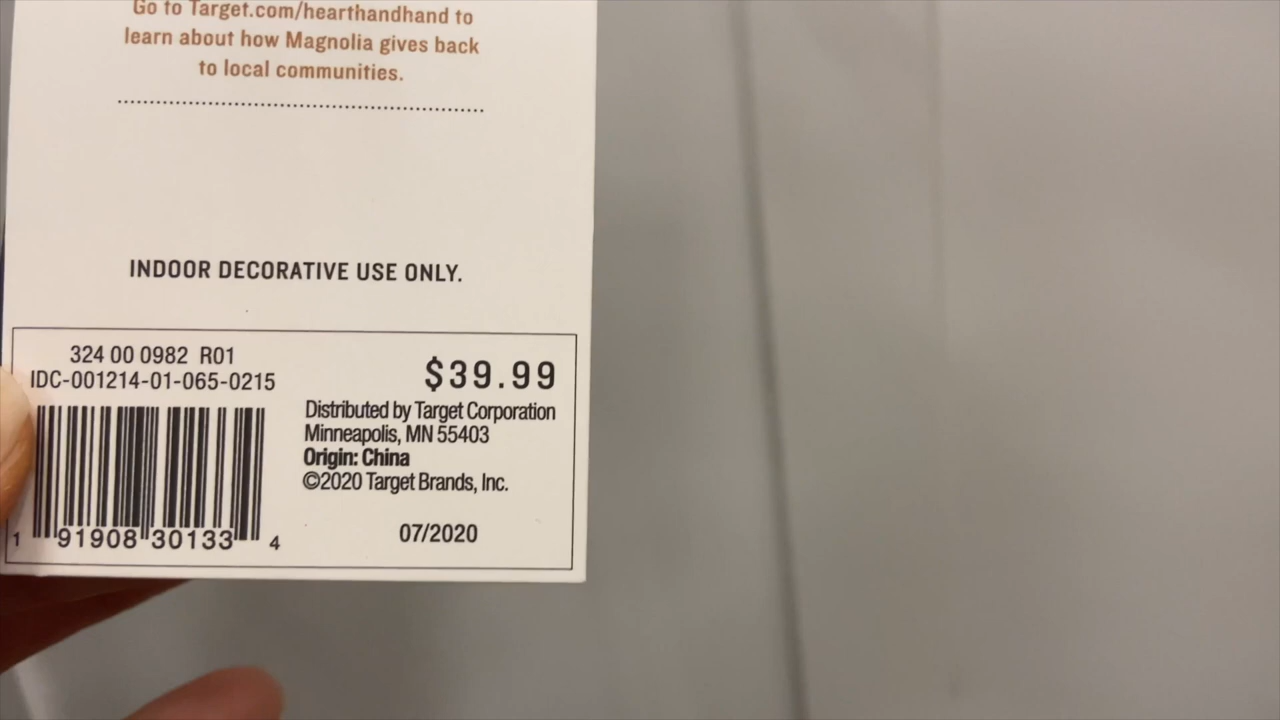 Go to Target.com/hearthandhand to
learn about how Magnolia gives back
to local communities.
INDOOR DECORATIVE USE ONLY.
324 00 0982 R01
IDC-001214-01-065-0215
$39.99
Distributed by Target Corporation
Minneapolis, MN 55403
Origin: China
©2020 Target Brands, Inc.
07/2020
1 91908 30133 4